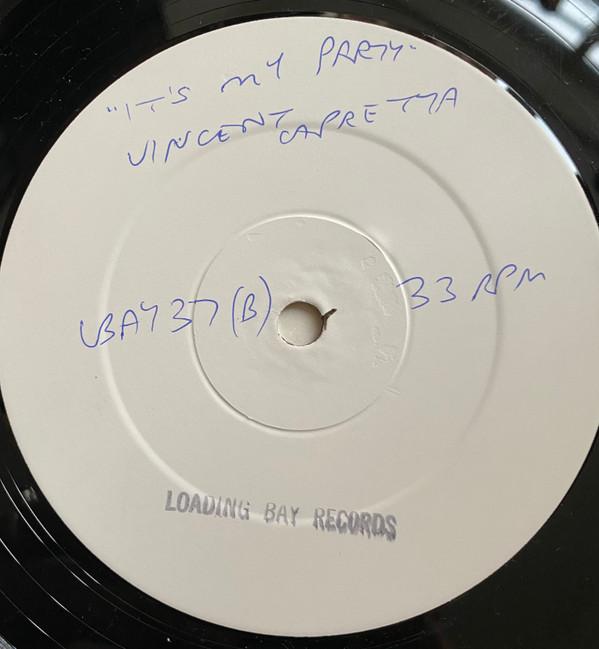 "IT'S MY PARTY"
VINCENT CAPRETTA
LBAY37 (B) 33 RPM
LOADING BAY RECORDS